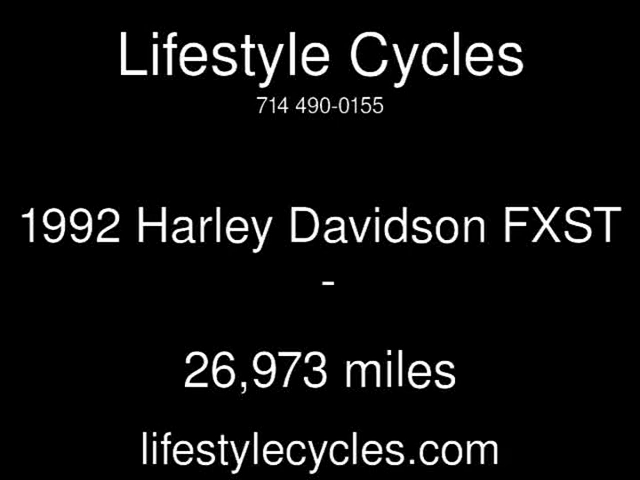 Lifestyle Cycles
714 490-0155
1992 Harley Davidson FXST
-
26,973 miles
lifestylecycles.com